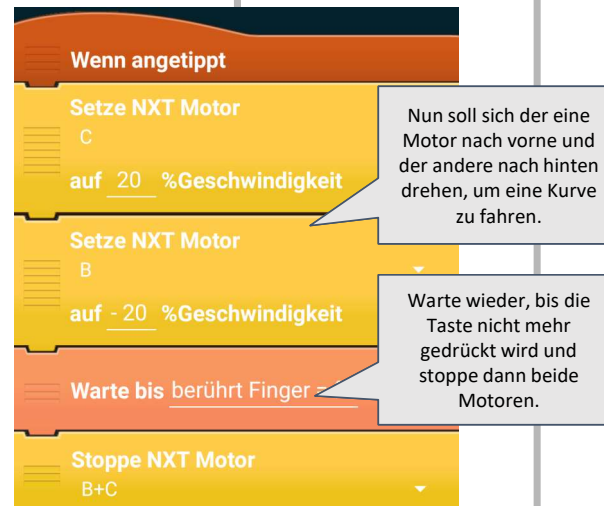 Wenn angetippt
Setze NXT Motor
C
auf 20 %Geschwindigkeit
Nun soll sich der eine
Motor nach vorne und
der andere nach hinten
drehen, um eine Kurve
zu fahren.
Setze NXT Motor
B
auf - 20 %Geschwindigkeit
Warte wieder, bis die
Taste nicht mehr
gedrückt wird und
stoppe dann beide
Motoren.
Warte bis berührt Finger =
Stoppe NXT Motor
B+C